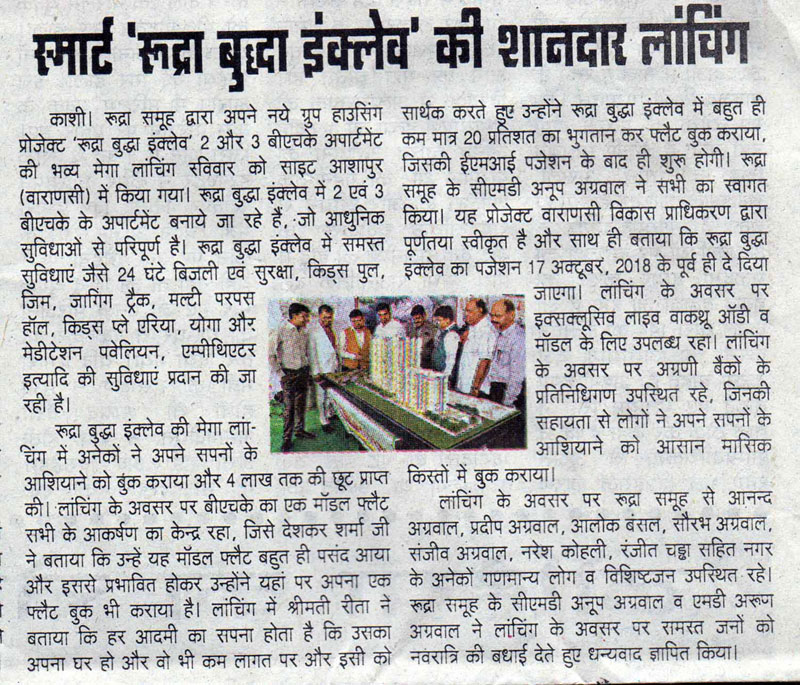 स्मार्ट 'रूद्रा बुद्धा इंक्लेव' की शानदार लांचिंग
काशी। रूद्रा समूह द्वारा अपने नये ग्रुप हाउसिंग
प्रोजेक्ट 'रूद्रा बुद्धा इंक्लेव' 2 और 3 बीएचके अपार्टमेंट
की भव्य मेगा लांचिंग रविवार को साइट आशापुर
(वाराणसी) में किया गया। रूद्रा बुद्धा इंक्लेव में 2 एवं 3
बीएचके के अपार्टमेंट बनाये जा रहे हैं, जो आधुनिक
सुविधाओं से परिपूर्ण है। रूद्रा बुद्धा इंक्लेव में समस्त
सुविधाएं जैसे 24 घंटे बिजली एवं सुरक्षा, किड्स पुल,
जिम, जागिंग ट्रैक, मल्टी परपस
हॉल, किड्स प्ले एरिया, योगा और
मेडीटेशन पवेलियन, एम्पीथिएटर
इत्यादि की सुविधाएं प्रदान की जा
रही है।
रूद्रा बुद्धा इंक्लेव की मेगा लां-
चिंग में अनेकों ने अपने सपनों के
आशियाने को बुंक कराया और 4 लाख तक की छूट प्राप्त
की। लांचिंग के अवसर पर बीएचके का एक मॉडल फ्लैट
सभी के आकर्षण का केन्द्र रहा, जिसे देशकर शर्मा जी
ने बताया कि उन्हें यह मॉडल फ्लैट बहुत ही पसंद आया
और इससे प्रभावित होकर उन्होंने यहां पर अपना एक
फ्लैट बुक भी कराया है। लांचिंग में श्रीमती रीता ने
बताया कि हर आदमी का सपना होता है कि उसका
अपना घर हो और वो भी कम लागत पर और इसी को
सार्थक करते हुए उन्होंने रूद्रा बुद्धा इंक्लेव में बहुत ही
कम मात्र 20 प्रतिशत का भुगतान कर फ्लैट बुक कराया,
जिसकी ईएमआई पजेशन के बाद ही शुरू होगी। रूद्रा
समूह के सीएमडी अनूप अग्रवाल ने सभी का स्वागत
किया। यह प्रोजेक्ट वाराणसी विकास प्राधिकरण द्वारा
पूर्णतया स्वीकृत है और साथ ही बताया कि रूद्रा बुद्धा
इंक्लेव का पजेशन 17 अक्टूबर, 2018 के पूर्व ही दे दिया
जाएगा। लांचिंग के अवसर पर
इक्सक्लूसिव लाइव वाकथ्रू ऑडी व
मॉडल के लिए उपलब्ध रहा। लांचिंग
के अवसर पर अग्रणी बैंकों के
प्रतिनिधिगण उपस्थित रहे, जिनकी
सहायता से लोगों ने अपने सपनों के
आशियाने को आसान मासिक
किस्तों में बुक कराया।
लांचिंग के अवसर पर रूद्रा समूह से आनन्द
अग्रवाल, प्रदीप अग्रवाल, आलोक बंसल, सौरभ अग्रवाल,
संजीव अग्रवाल, नरेश कोहली, रंजीत चड्ढा सहित नगर
के अनेकों गणमान्य लोग व विशिष्टजन उपस्थित रहे।
रूद्रा समूह के सीएमडी अनूप अग्रवाल व एमडी अरूण
अग्रवाल ने लांचिंग के अवसर पर सामरत जनों को
नवरात्रि की बधाई देते हुए धन्यवाद ज्ञापित किया।